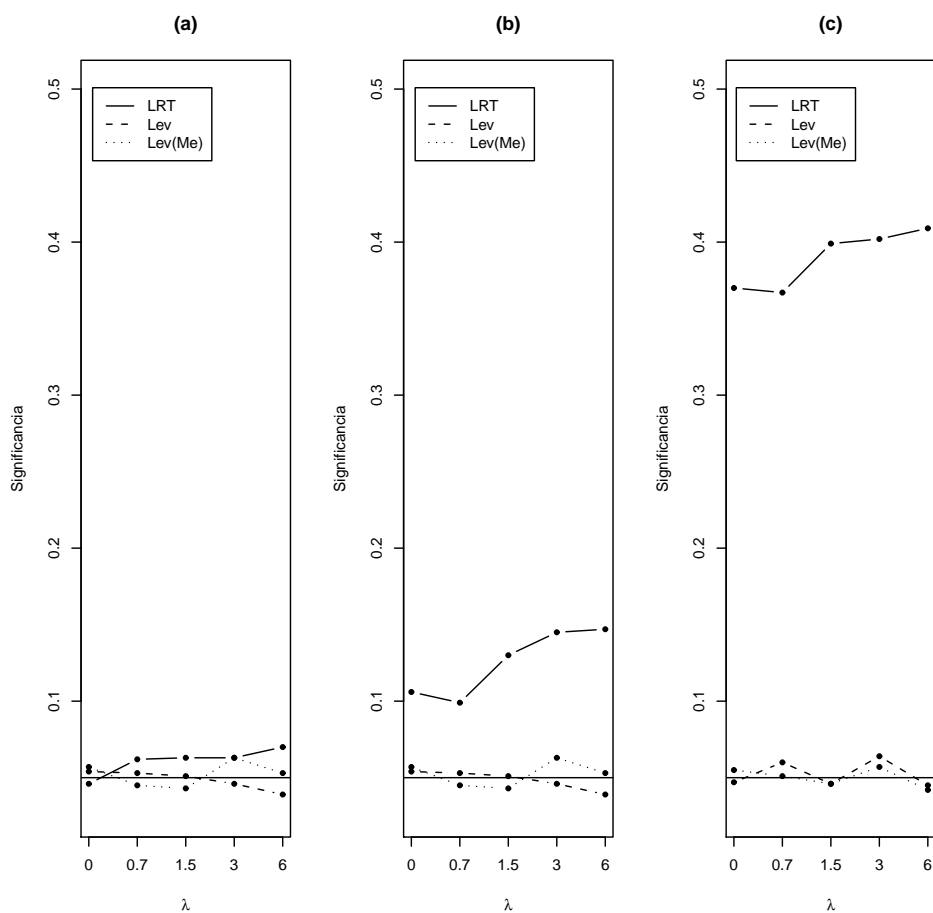 (a)
Significancia
0.5
0.4
0.3
0.2
0.1
LRT
Lev
Lev(Me)
0 0.7 1.5 3 6
λ
(b)
Significancia
0.5
0.4
0.3
0.2
0.1
LRT
Lev
Lev(Me)
0 0.7 1.5 3 6
λ
(c)
Significancia
0.5
0.4
0.3
0.2
0.1
LRT
Lev
Lev(Me)
0 0.7 1.5 3 6
λ